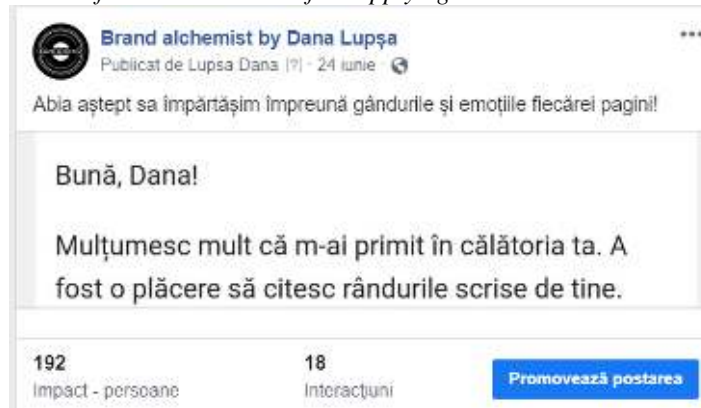 Brand alchemist by Dana Lupșa
Publicat de Lupsa Dana [?] · 24 iunie ·
Abia aștept sa împărtășim împreună gândurile și emoțiile fiecărei pagini!
Bună, Dana!
Mulțumesc mult că m-ai primit în călătoria ta. A
fost o plăcere să citesc rândurile scrise de tine.
192
18
Promovează postarea
Impact - persoane
Interacțiuni